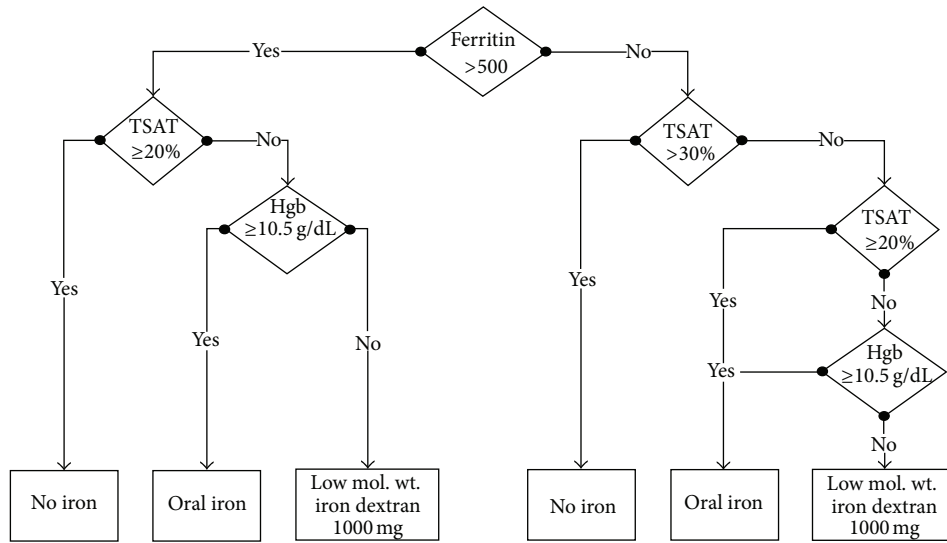 Ferritin
>500
Yes
No
TSAT
≥20%
No
TSAT
>30%
No
Hgb
≥10.5 g/dL
TSAT
≥20%
Yes
Yes
Yes
No
Yes
No
Yes
Hgb
≥10.5 g/dL
No
No iron
Oral iron
Low mol. wt.
iron dextran
1000 mg
No iron
Oral iron
Low mol. wt.
iron dextran
1000 mg